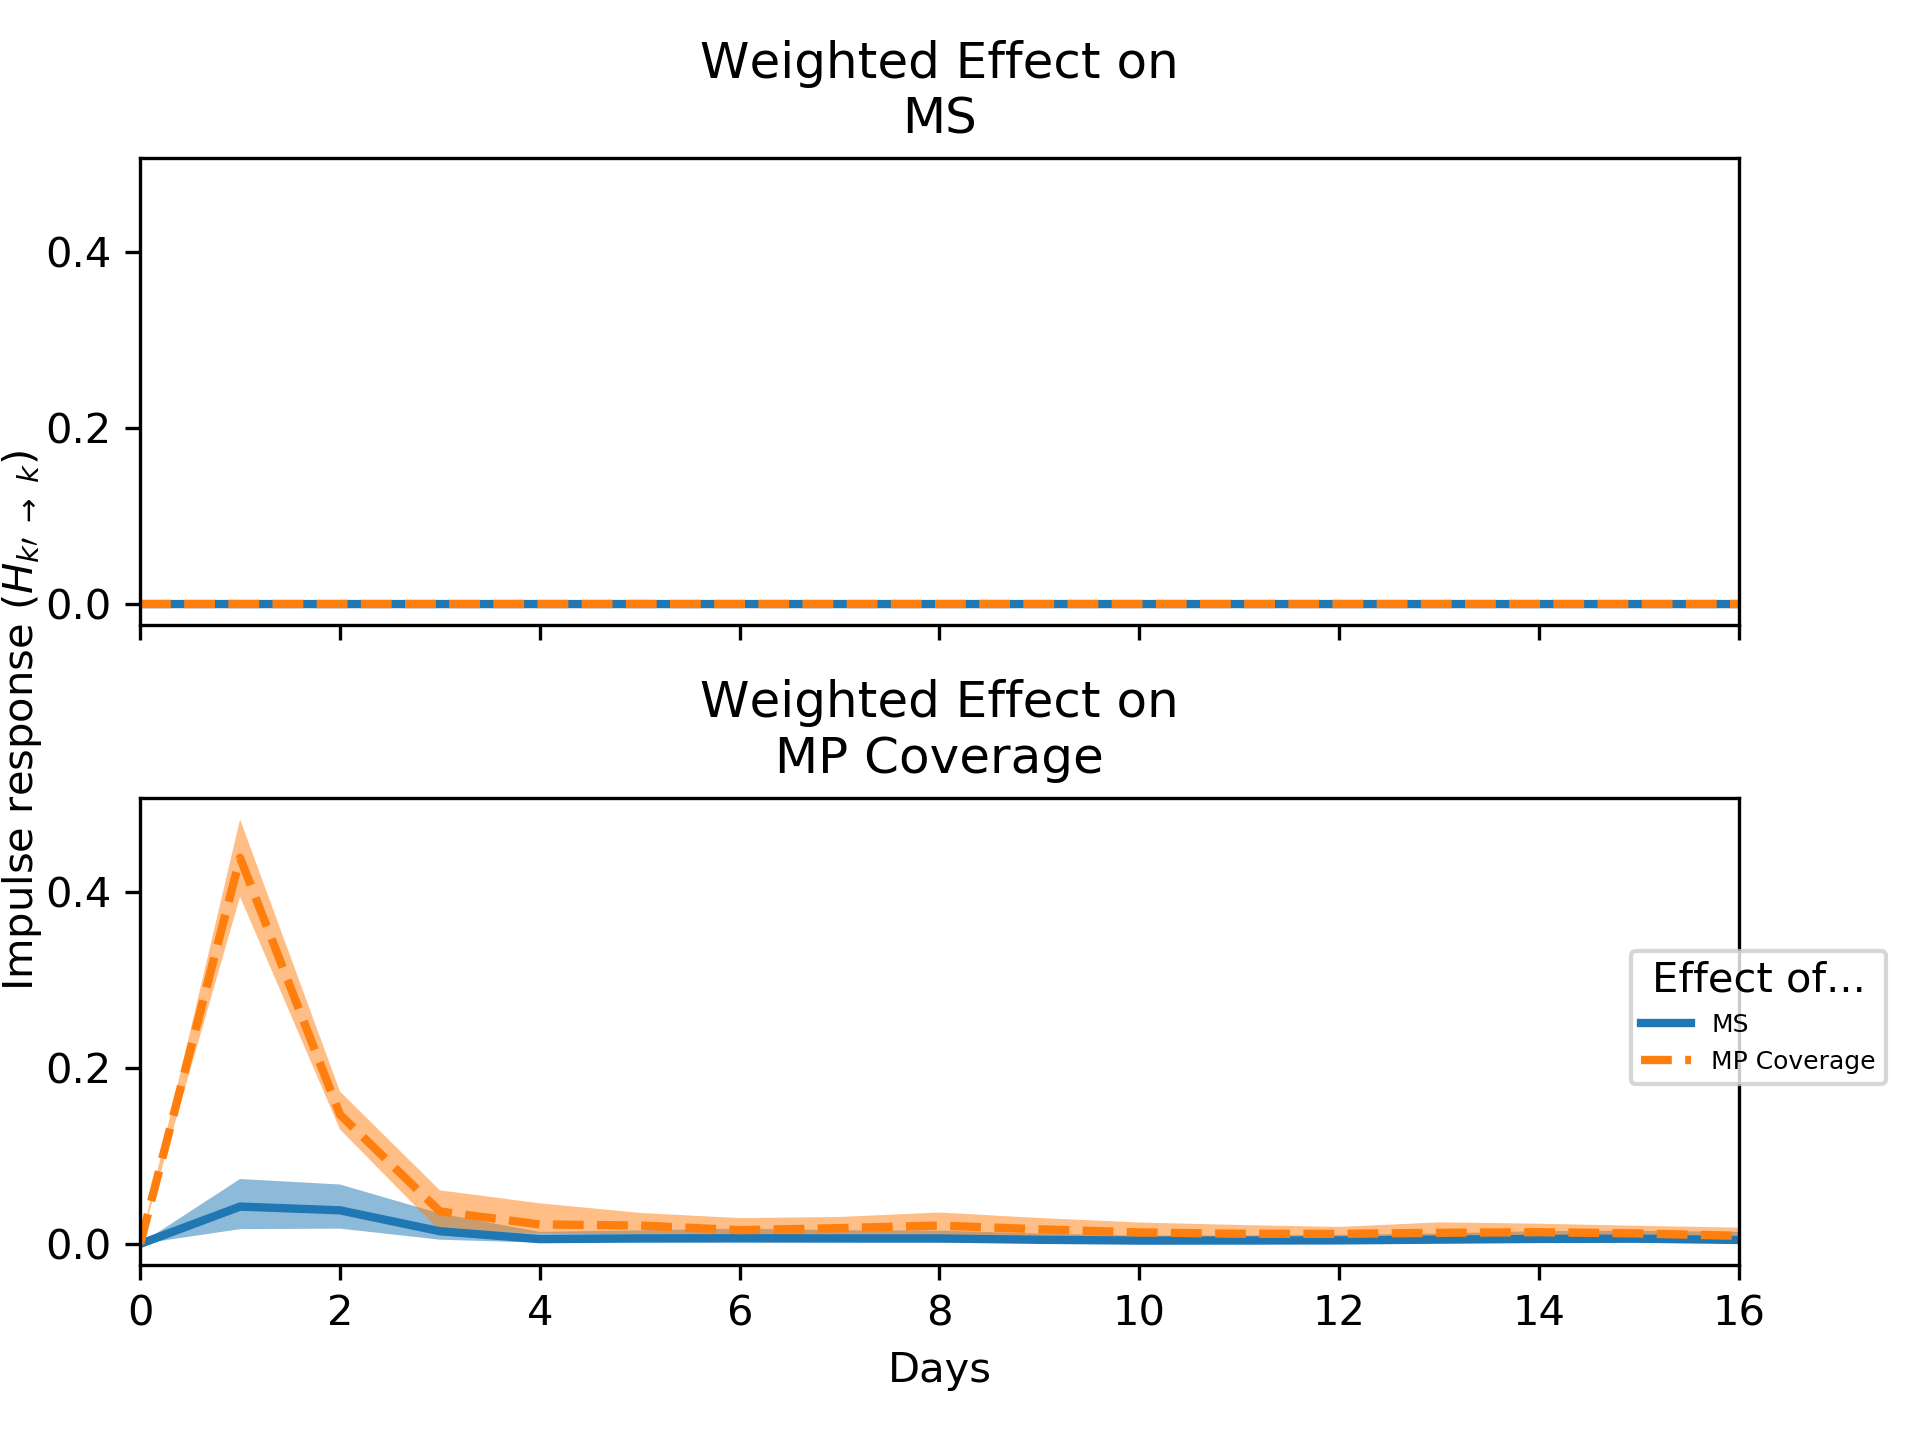 Weighted Effect on
MS
0.4
0.2
0.0
Impulse response (H_{k′ → k})
Weighted Effect on
MP Coverage
0.4
0.2
0.0
0 2 4 6 8 10 12 14 16
Days
Effect of...
MS
MP Coverage